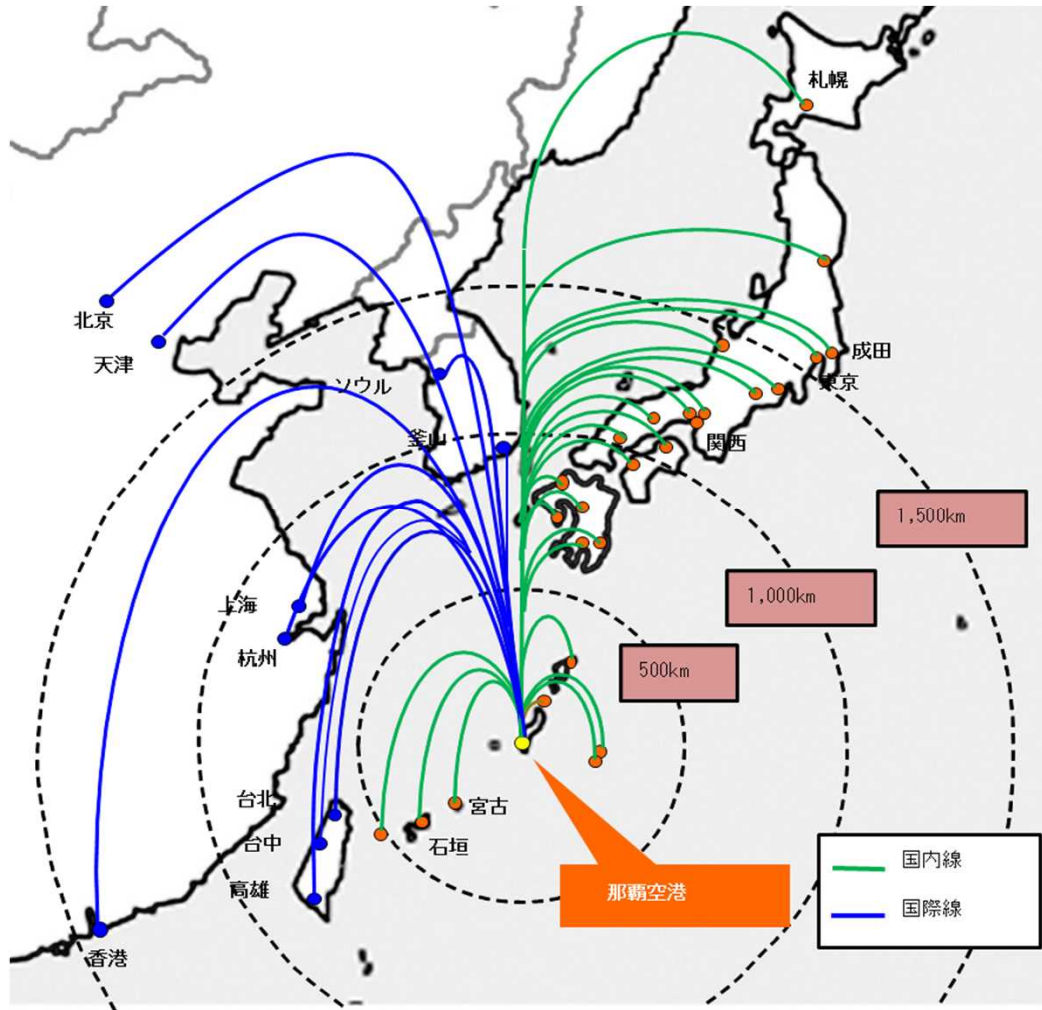 札幌
北京
天津
成田
東京
ソウル
釜山
関西
1,500km
1,000km
上海
杭州
500km
台北
宮古
台中
石垣
高雄
那覇空港
国内線
国際線
香港